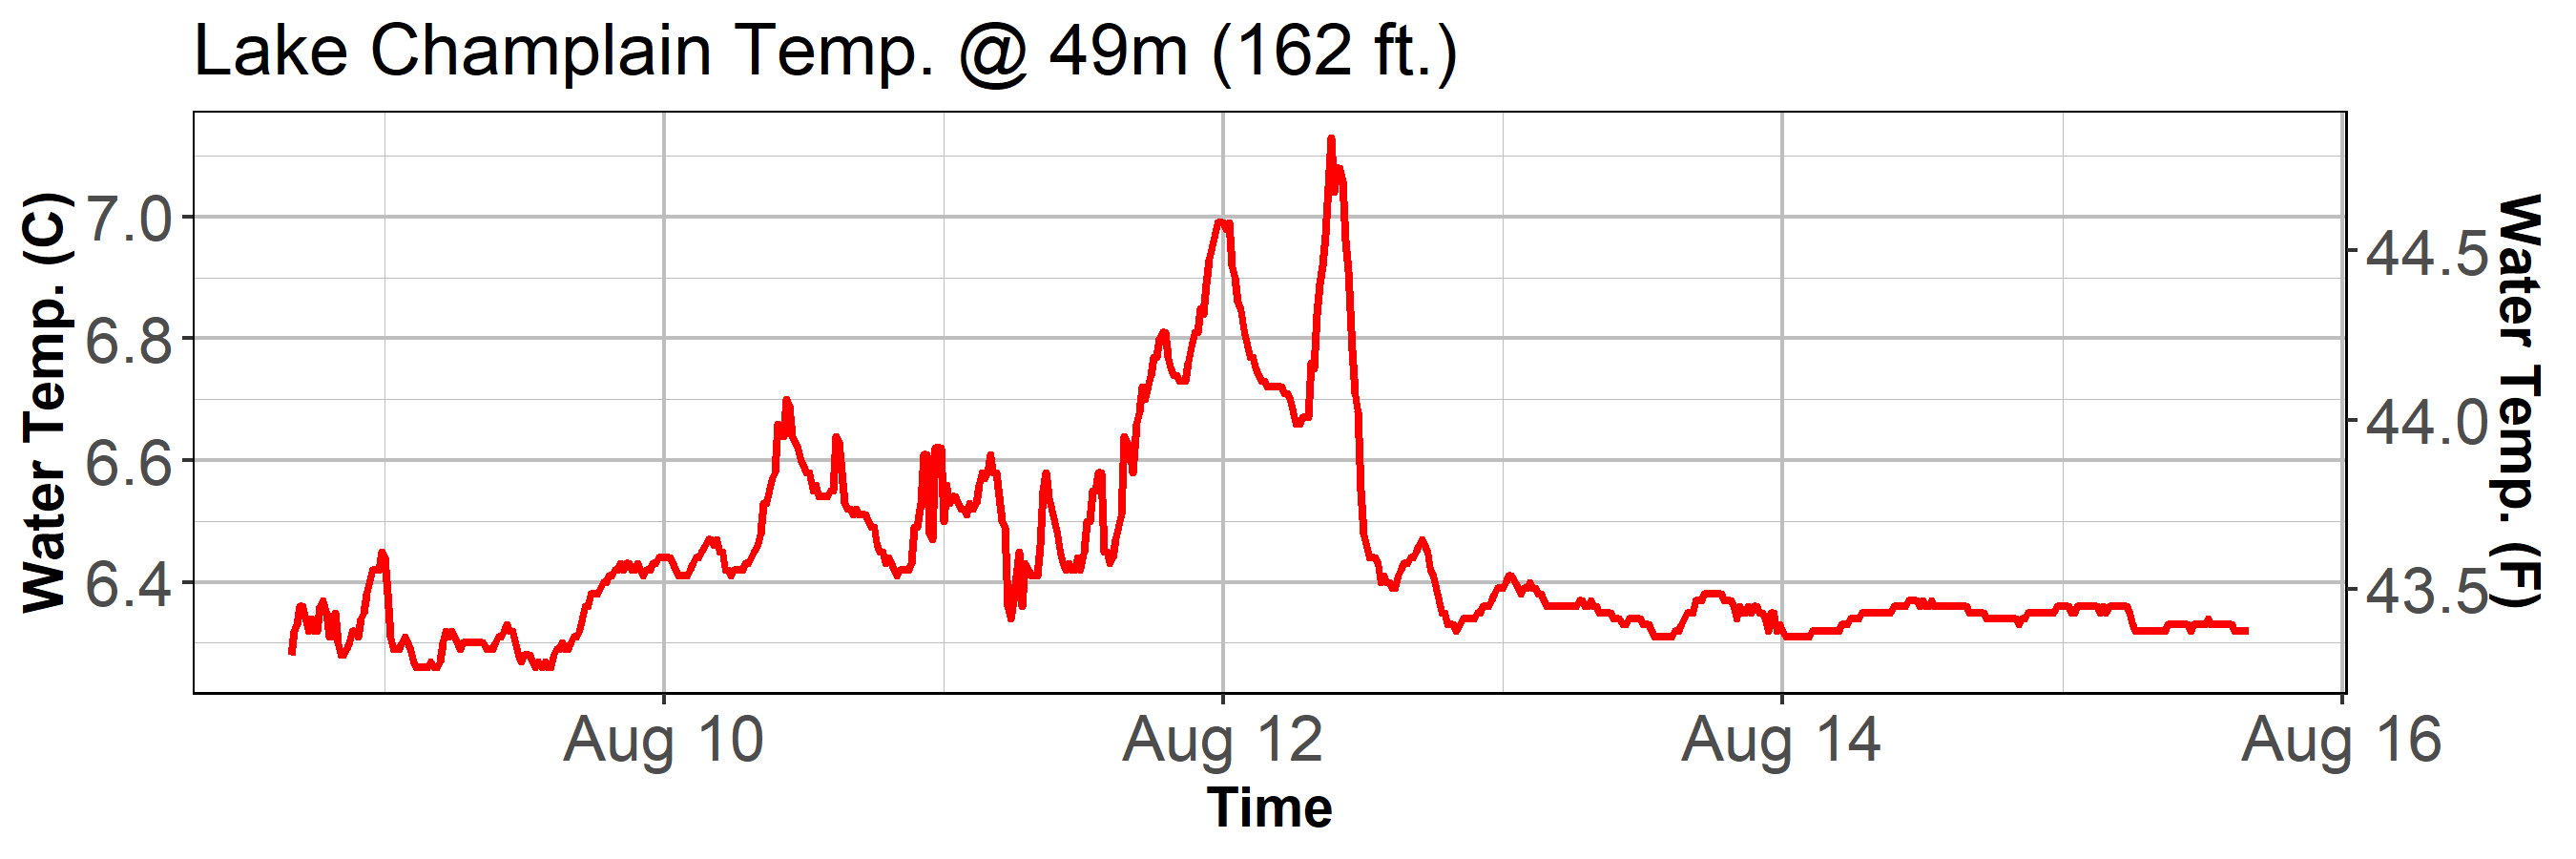 Lake Champlain Temp. @ 49m (162 ft.)
Water Temp. (C)
7.0
6.8
6.6
6.4
44.5
44.0
43.5
Water Temp. (F)
Aug 10 Aug 12 Aug 14 Aug 16
Time